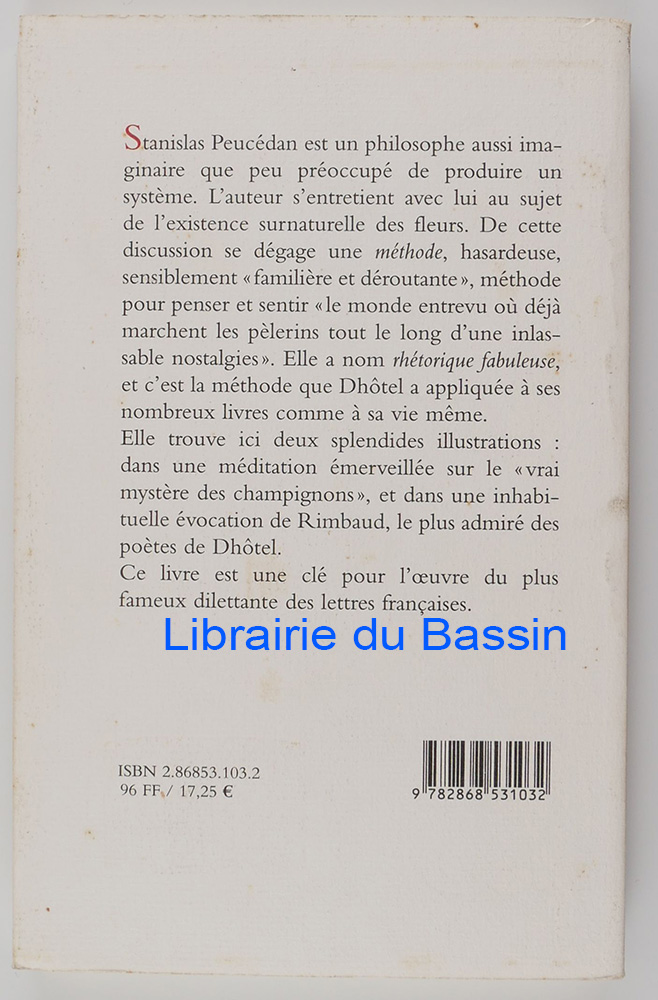 Stanislas Peucédan est un philosophe aussi ima-
ginaire que peu préoccupé de produire un
système. L’auteur s’entretient avec lui au sujet
de l’existence surnaturelle des fleurs. De cette
discussion se dégage une méthode, hasardeuse,
sensiblement « familière et déroutante », méthode
pour penser et sentir « le monde entrevu où déjà
marchent les pèlerins tout le long d’une inlas-
sable nostalgies ». Elle a nom rhétorique fabuleuse,
et c’est la méthode que Dhôtel a appliquée à ses
nombreux livres comme à sa vie même.
Elle trouve ici deux splendides illustrations :
dans une méditation émerveillée sur le « vrai
mystère des champignons », et dans une inhabi-
tuelle évocation de Rimbaud, le plus admiré des
poètes de Dhôtel.
Ce livre est une clé pour l’œuvre du plus
fameux dilettante des lettres françaises.
Librairie du Bassin
ISBN 2.86853.103.2
96 FF / 17,25 €
9 782868 531032